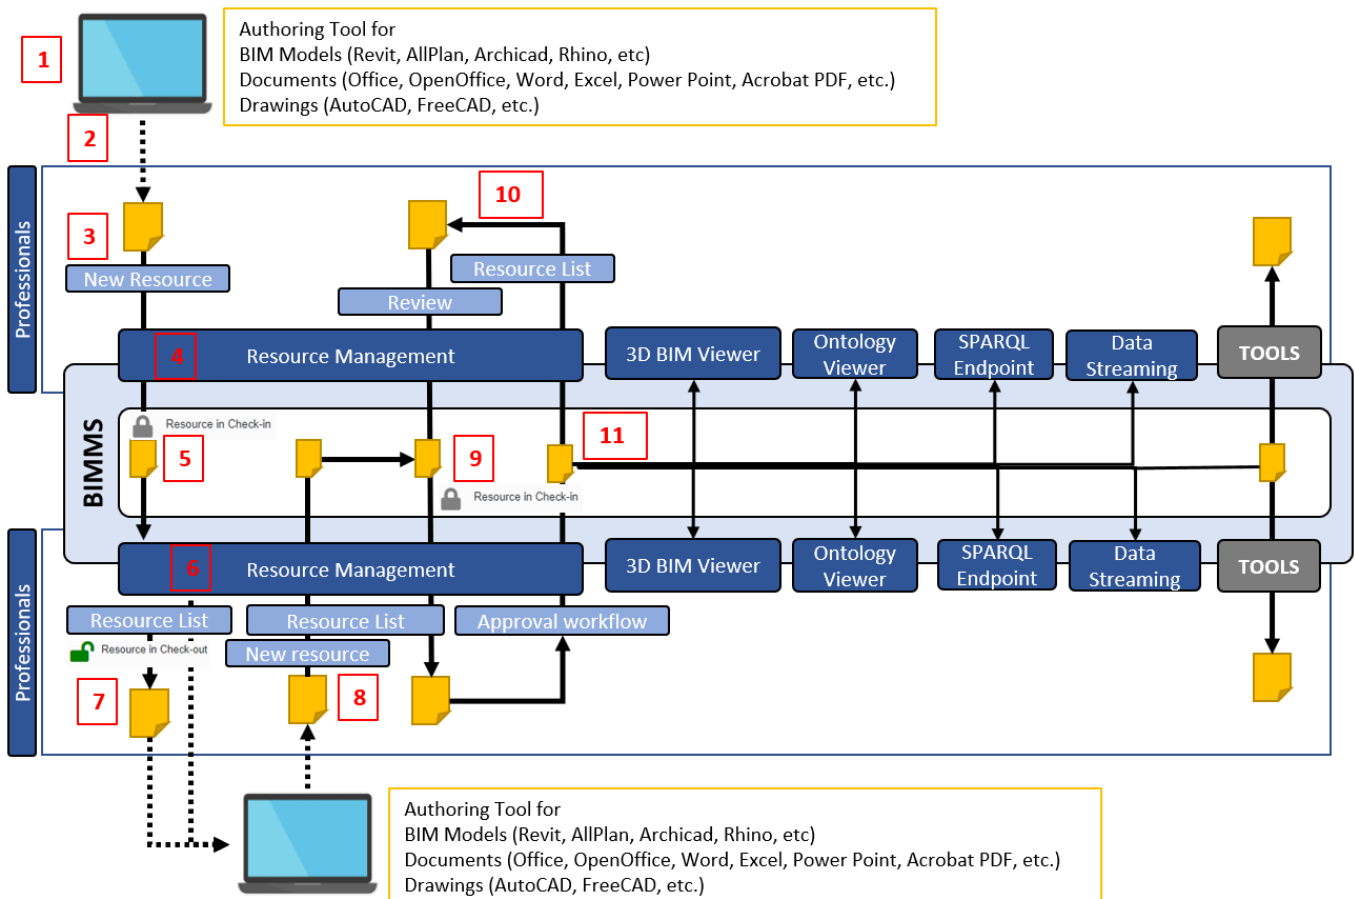 1
Authoring Tool for
BIM Models (Revit, AllPlan, Archicad, Rhino, etc)
Documents (Office, OpenOffice, Word, Excel, Power Point, Acrobat PDF, etc.)
Drawings (AutoCAD, FreeCAD, etc.)
2
Professionals
3
10
New Resource
Resource List
Review
4
Resource Management
3D BIM Viewer
Ontology
Viewer
SPARQL
Endpoint
Data
Streaming
TOOLS
BIMMS
Resource in Check-in
5
9
11
Resource in Check-in
Professionals
6
Resource Management
3D BIM Viewer
Ontology
Viewer
SPARQL
Endpoint
Data
Streaming
TOOLS
Resource List
Resource List
Approval workflow
Resource in Check-out
New resource
7
8
Authoring Tool for
BIM Models (Revit, AllPlan, Archicad, Rhino, etc)
Documents (Office, OpenOffice, Word, Excel, Power Point, Acrobat PDF, etc.)
Drawings (AutoCAD, FreeCAD, etc.)